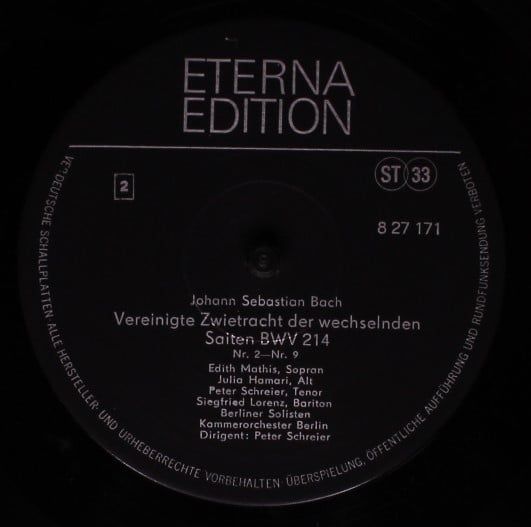 ETERNA
EDITION
2
ST 33
8 27 171
Johann Sebastian Bach
Vereinigte Zwietracht der wechselnden
Saiten BWV 214
Nr. 2—Nr. 9
Edith Mathis, Sopran
Julia Hamari, Alt
Peter Schreier, Tenor
Siegfried Lorenz, Bariton
Berliner Solisten
Kammerorchester Berlin
Dirigent: Peter Schreier
VEB DEUTSCHE SCHALLPLATTEN ALLE HERSTELLER- UND URHEBERRECHTE VORBEHALTEN · ÜBERSPIELUNG, ÖFFENTLICHE AUFFÜHRUNG UND RUNDFUNKSENDUNG VERBOTEN